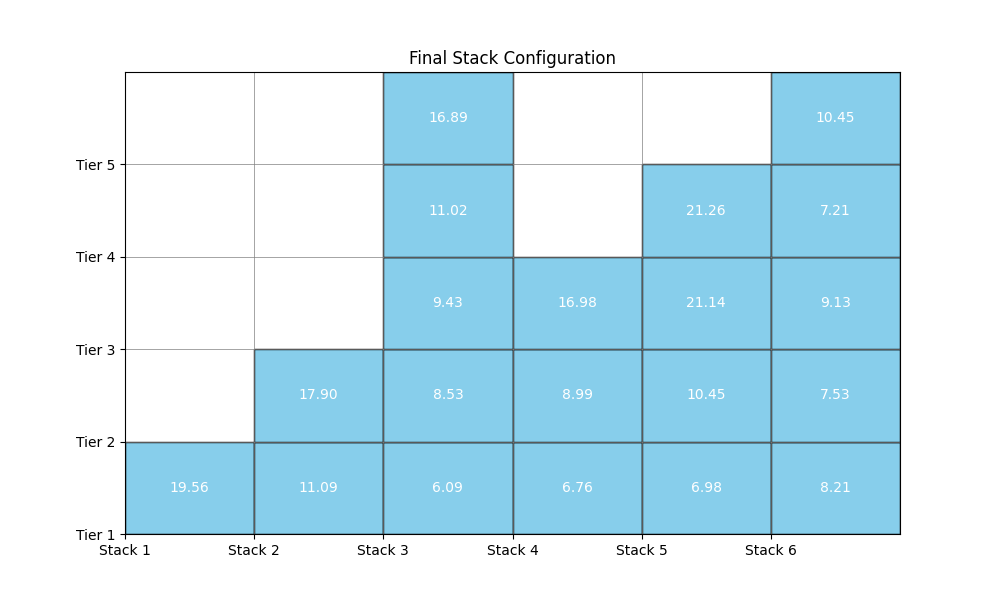 Final Stack Configuration
16.89 10.45
Tier 5
11.02 21.26 7.21
Tier 4
9.43 16.98 21.14 9.13
Tier 3
17.90 8.53 8.99 10.45 7.53
Tier 2
19.56 11.09 6.09 6.76 6.98 8.21
Tier 1
Stack 1 Stack 2 Stack 3 Stack 4 Stack 5 Stack 6